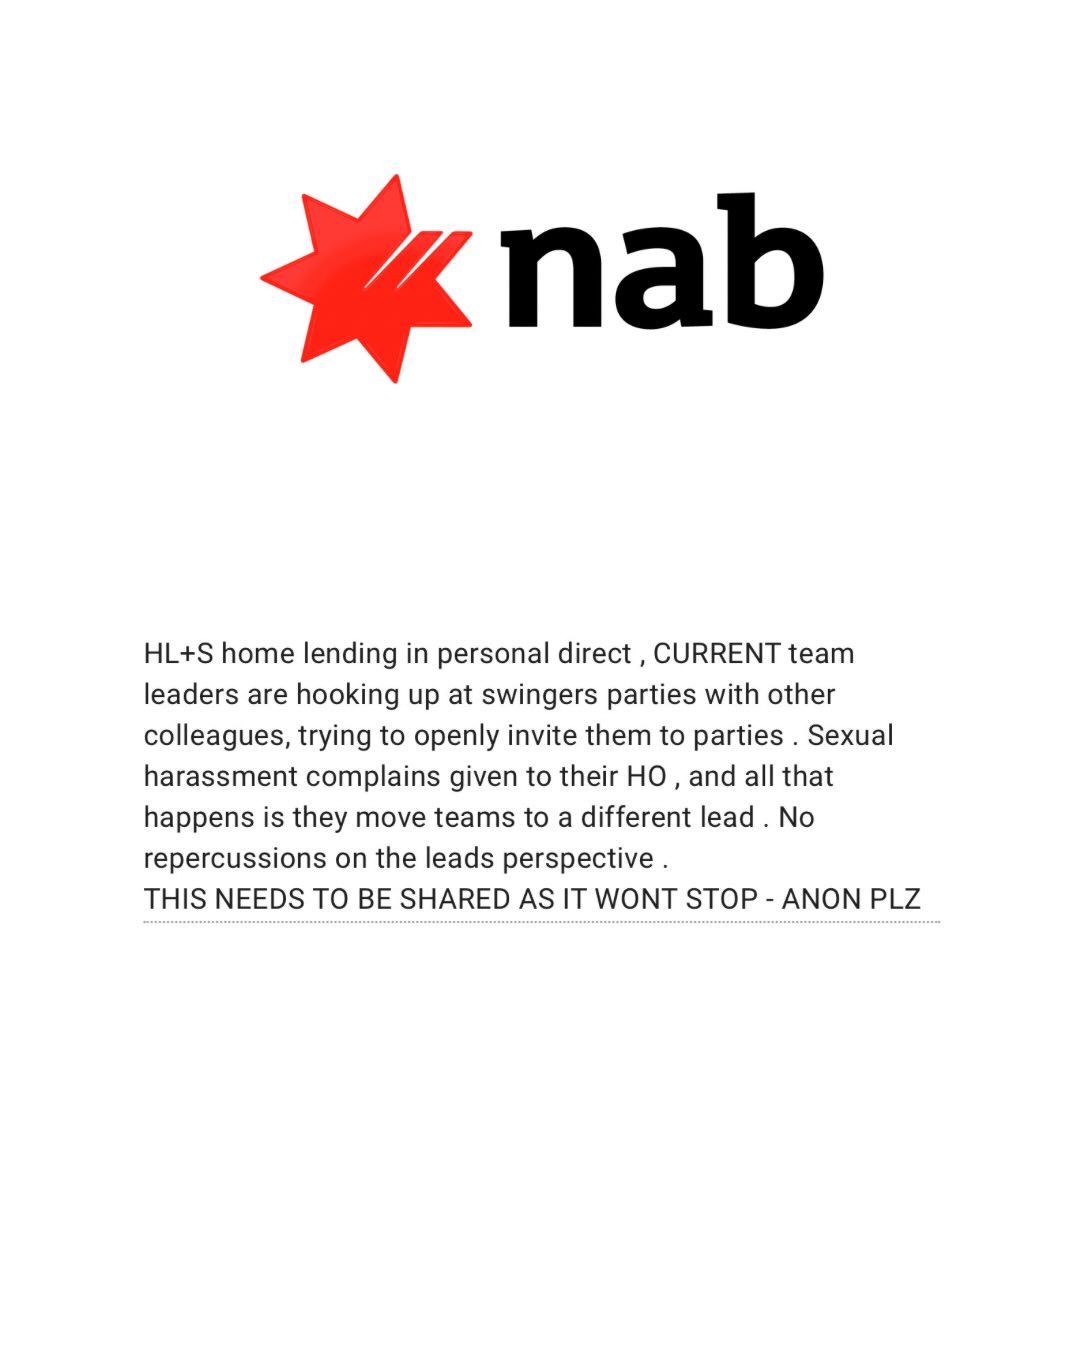 nab
HL+S home lending in personal direct , CURRENT team
leaders are hooking up at swingers parties with other
colleagues, trying to openly invite them to parties . Sexual
harassment complains given to their HO , and all that
happens is they move teams to a different lead . No
repercussions on the leads perspective .
THIS NEEDS TO BE SHARED AS IT WONT STOP - ANON PLZ